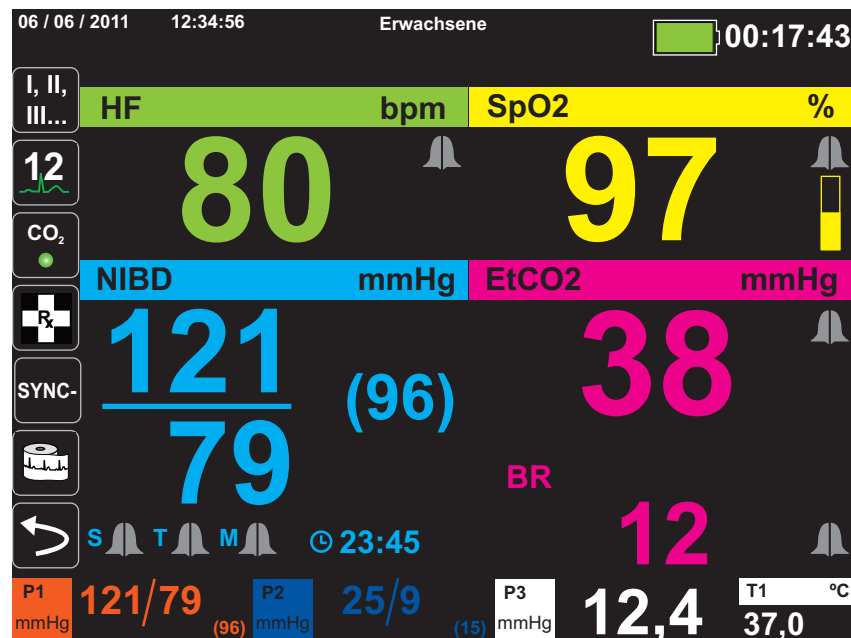 06 / 06 / 2011 12:34:56 Erwachsene 00:17:43
I, II,
III...
HF bpm SpO2 %
12
80 97
CO2
NIBD mmHg EtCO2 mmHg
Rx
121
(96)
38
SYNC-
79
BR
S T M 23:45
12
P1 mmHg 121/79 (96)
P2 mmHg 25/9 (15)
P3 mmHg 12,4
T1 ºC
37,0